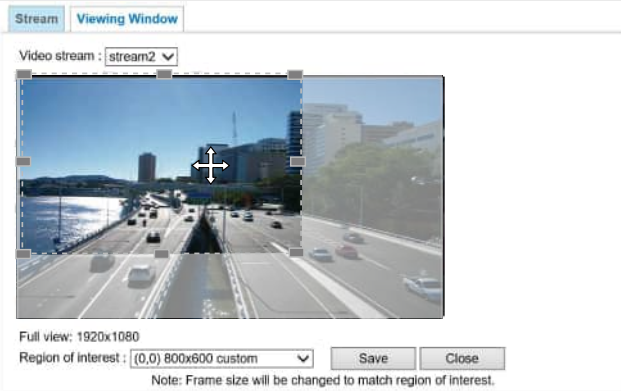 Stream Viewing Window
Video stream : stream2
Full view: 1920x1080
Region of interest : (0,0) 800x600 custom Save Close
Note: Frame size will be changed to match region of interest.